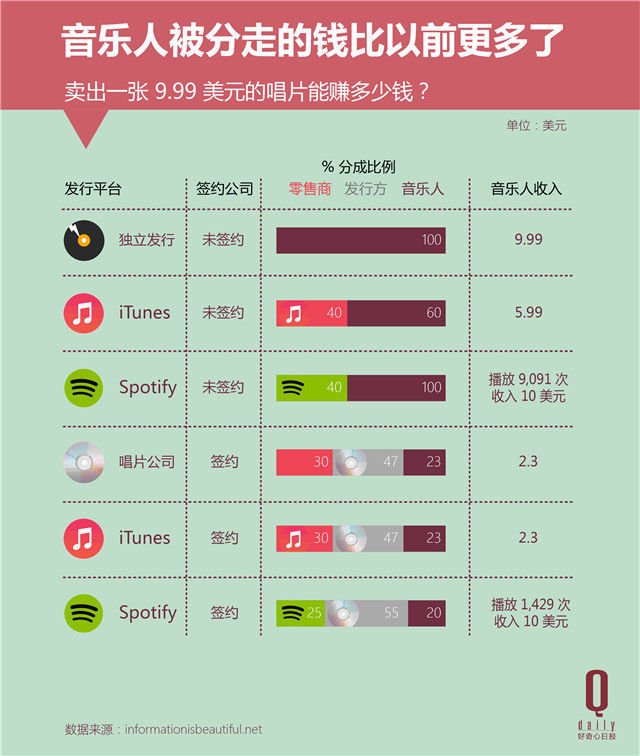 音乐人被分走的钱比以前更多了
卖出一张 9.99 美元的唱片能赚多少钱？
单位：美元
% 分成比例
发行平台 签约公司 零售商 发行方 音乐人 音乐人收入
独立发行 未签约 100 9.99
iTunes 未签约 40 60 5.99
Spotify 未签约 40 100 播放 9,091 次
收入 10 美元
唱片公司 签约 30 47 23 2.3
iTunes 签约 30 47 23 2.3
Spotify 签约 25 55 20 播放 1,429 次
收入 10 美元
Q
daily
好奇心日报
数据来源：informationisbeautiful.net